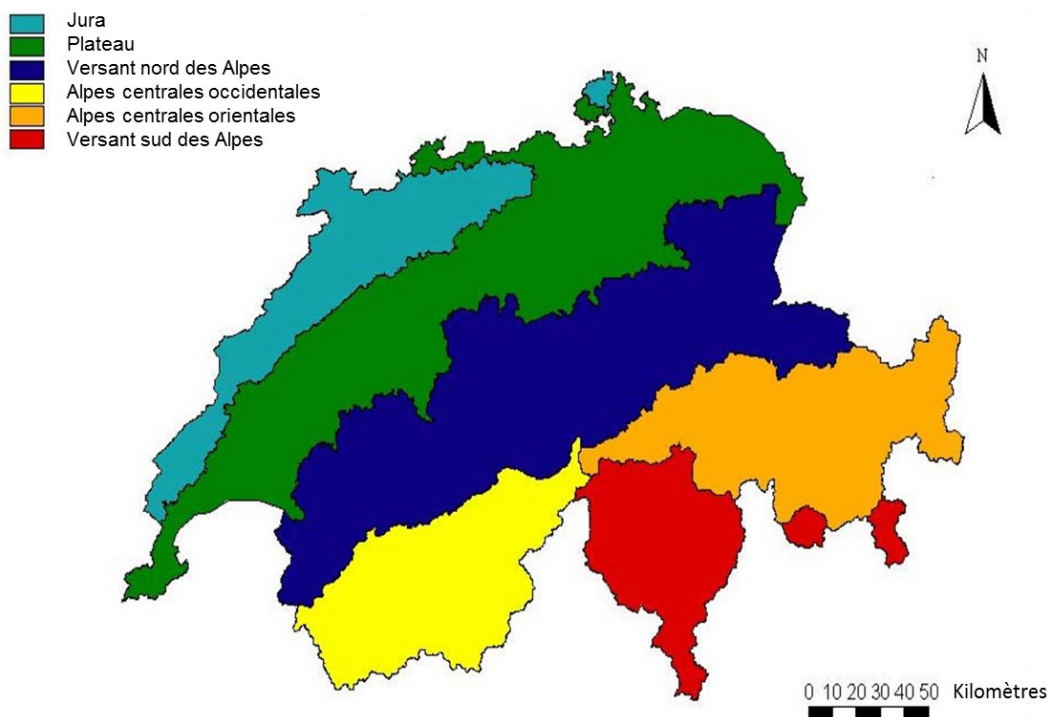 Jura
Plateau
Versant nord des Alpes
Alpes centrales occidentales
Alpes centrales orientales
Versant sud des Alpes
N
0 10 20 30 40 50 Kilomètres